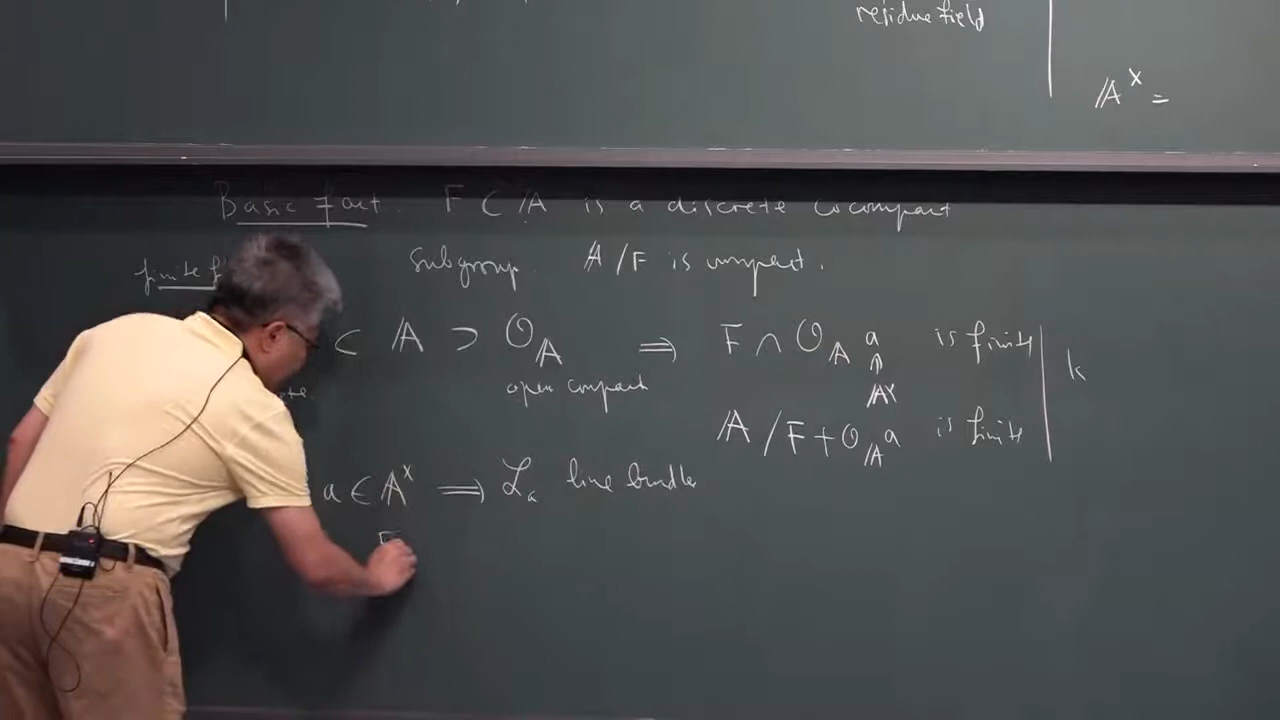 residue field
𝔸^× =
Basic fact. F ⊂ 𝔸 is a discrete cocompact
subgroup. 𝔸/F is compact.
finite
⊂ 𝔸 ⊃ O_𝔸 ⟹ F ∩ O_𝔸 a is finite
open compact
⇑
𝔸^×
k
𝔸/F+O_𝔸 a is finite
a ∈ 𝔸^× ⟹ ℒ_a line bundle